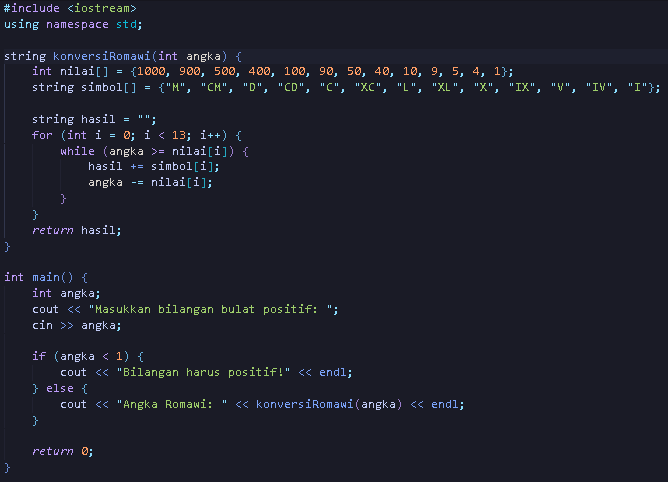 #include <iostream>
using namespace std;

string konversiRomawi(int angka) {
    int nilai[] = {1000, 900, 500, 400, 100, 90, 50, 40, 10, 9, 5, 4, 1};
    string simbol[] = {"M", "CM", "D", "CD", "C", "XC", "L", "XL", "X", "IX", "V", "IV", "I"};

    string hasil = "";
    for (int i = 0; i < 13; i++) {
        while (angka >= nilai[i]) {
            hasil += simbol[i];
            angka -= nilai[i];
        }
    }
    return hasil;
}

int main() {
    int angka;
    cout << "Masukkan bilangan bulat positif: ";
    cin >> angka;

    if (angka < 1) {
        cout << "Bilangan harus positif!" << endl;
    } else {
        cout << "Angka Romawi: " << konversiRomawi(angka) << endl;
    }

    return 0;
}